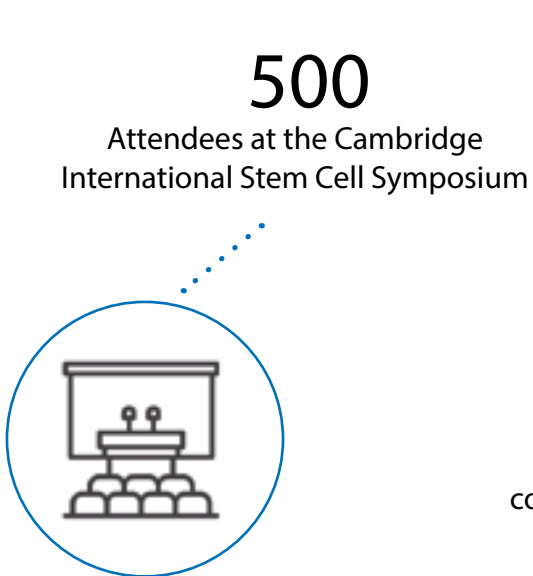 500
Attendees at the Cambridge
International Stem Cell Symposium